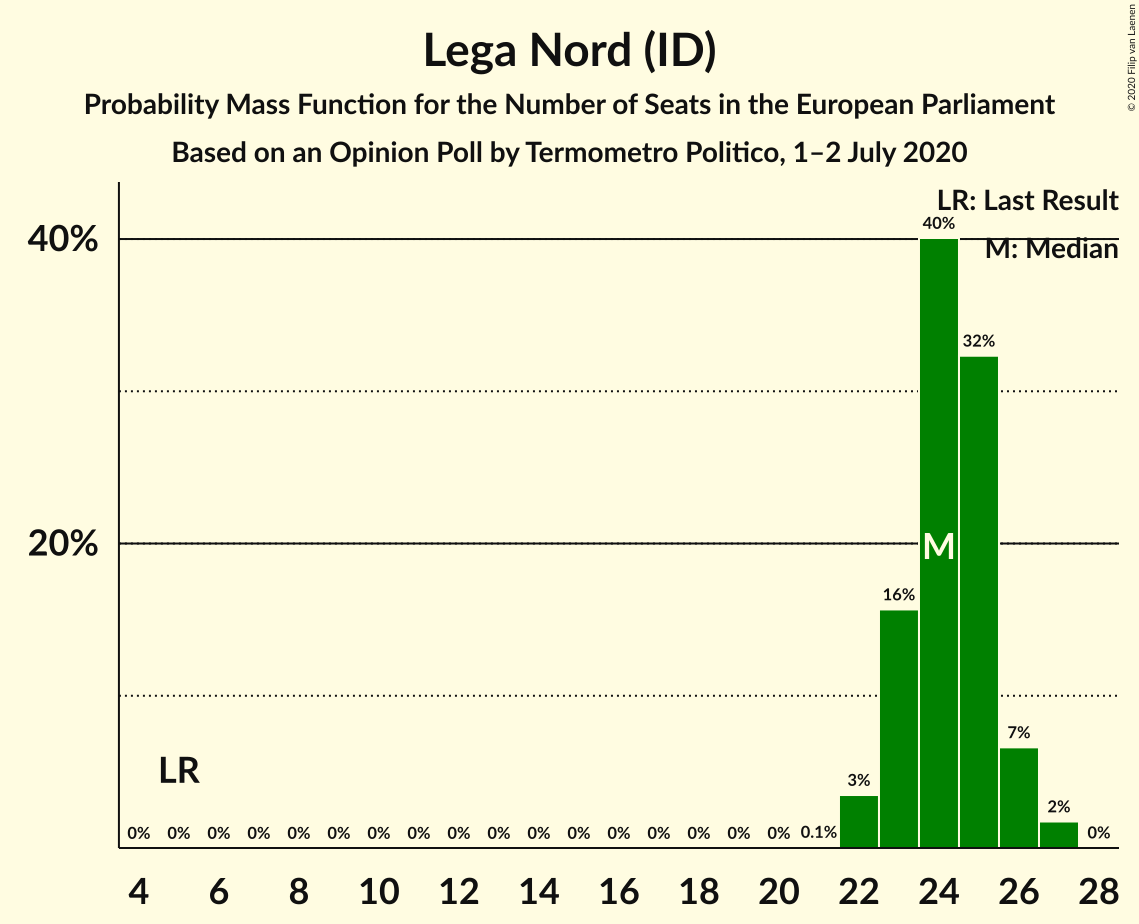 Lega Nord (ID)
Probability Mass Function for the Number of Seats in the European Parliament
Based on an Opinion Poll by Termometro Politico, 1–2 July 2020
© 2020 Filip van Laenen
LR: Last Result
M: Median
40%
20%
40%
32%
16%
M
7%
LR
3%
2%
0% 0% 0% 0% 0% 0% 0% 0% 0% 0% 0% 0% 0% 0% 0% 0% 0% 0.1% 0%
4 6 8 10 12 14 16 18 20 22 24 26 28